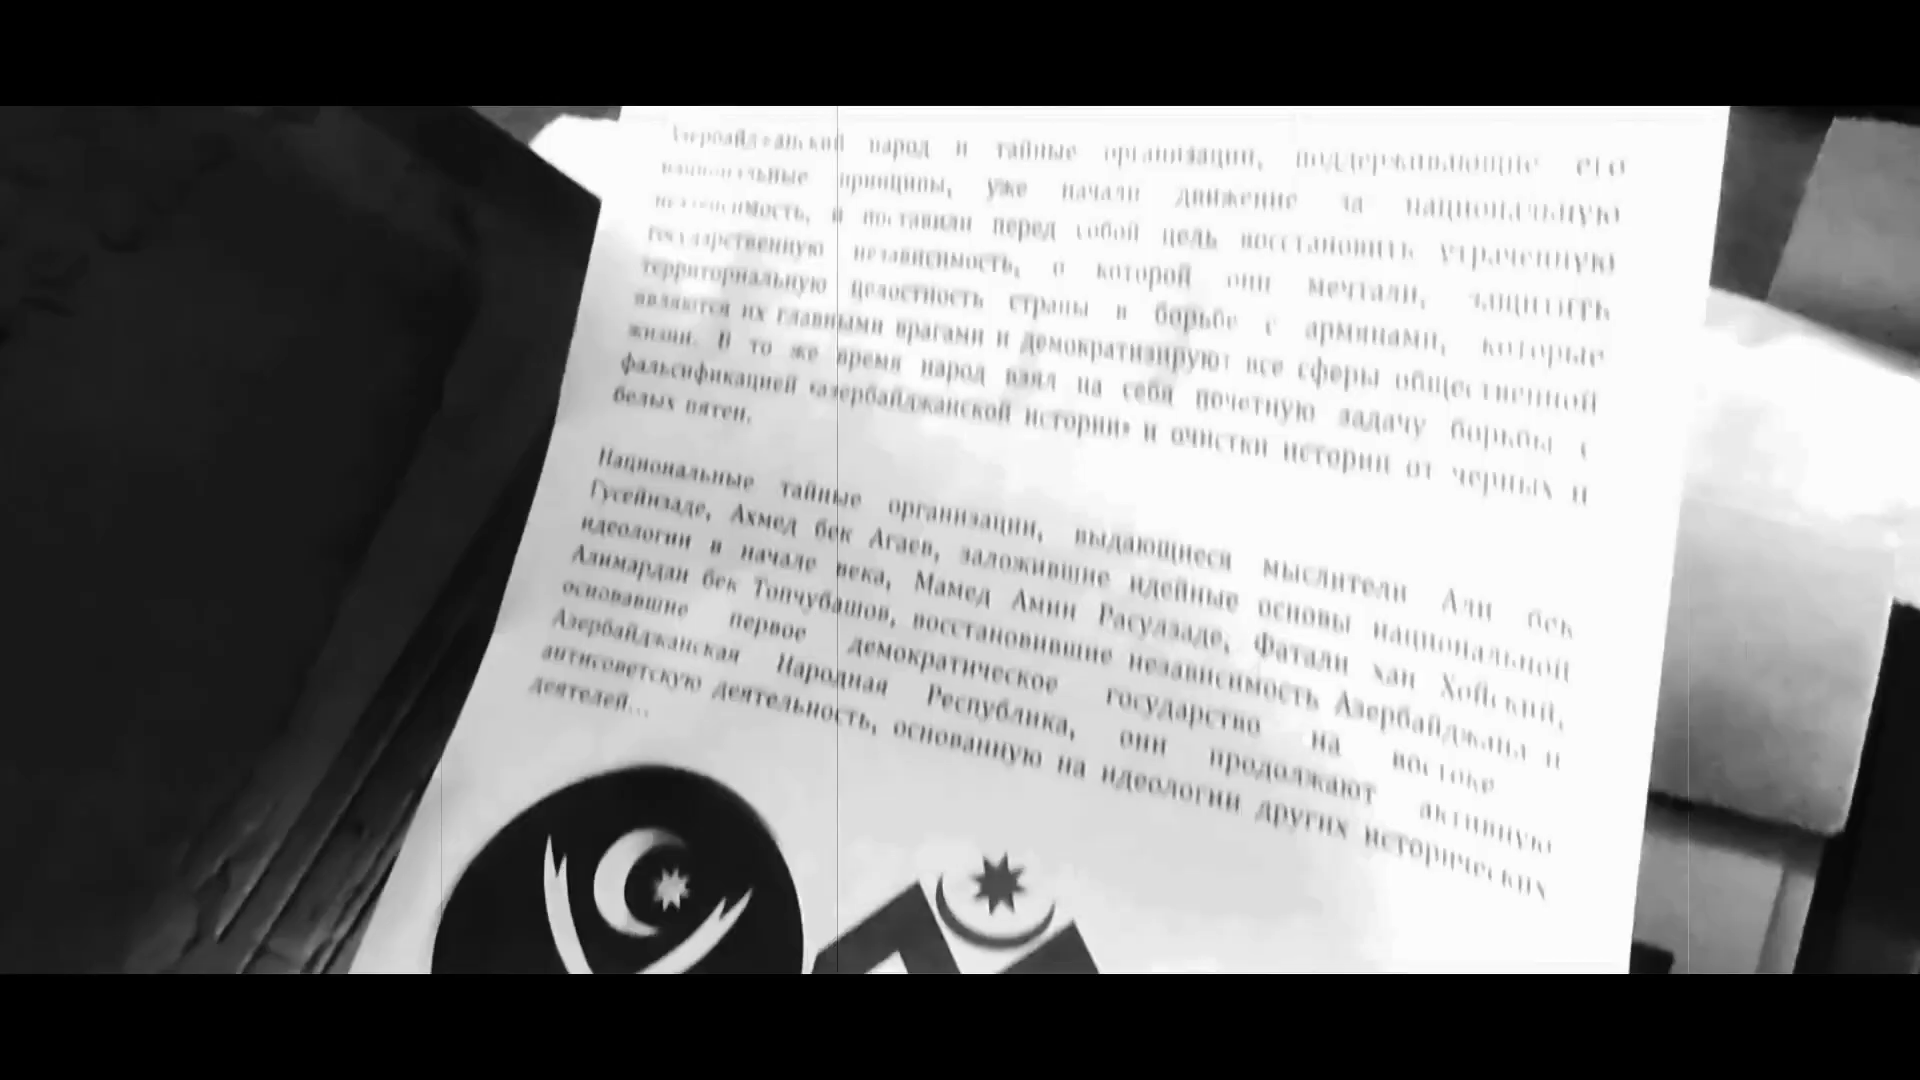 Азербайджанский народ и тайные организации, поддерживающие его
национальные принципы, уже начали движение за национальную
независимость, и поставили перед собой цель восстановить утраченную
государственную независимость, о которой они мечтали, защитить
территориальную целостность страны в борьбе с армянами, которые
являются их главными врагами и демократизируют все сферы общественной
жизни. В то же время народ взял на себя почетную задачу борьбы с
фальсификацией «азербайджанской истории» и очистки истории от черных и
белых пятен.
Национальные тайные организации, выдающиеся мыслители Али бек
Гусейнзаде, Ахмед бек Агаев, заложившие идейные основы национальной
идеологии в начале века, Мамед Амин Расулзаде, Фатали хан Хойский,
Алимардан бек Топчубашов, восстановившие независимость Азербайджана и
основавшие первое демократическое государство на востоке
Азербайджанская Народная Республика, они продолжают активную
антисоветскую деятельность, основанную на идеологии других исторических
деятелей...